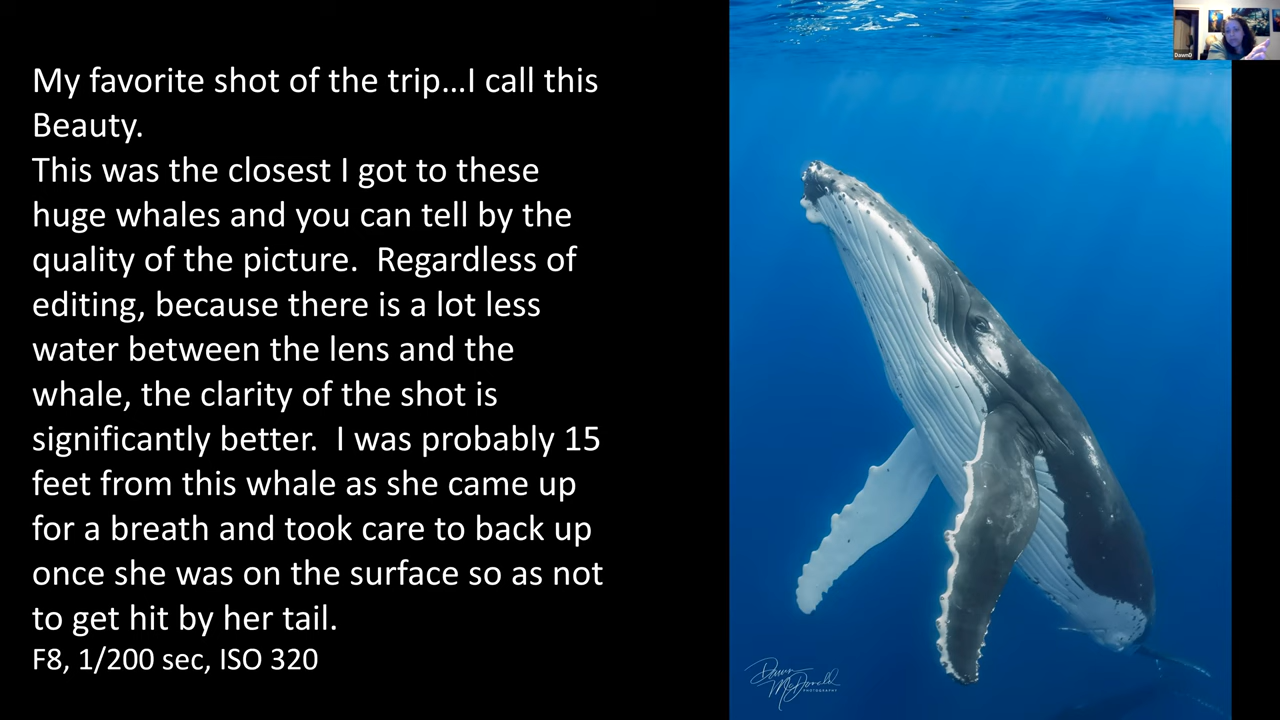 My favorite shot of the trip…I call this
Beauty.
This was the closest I got to these
huge whales and you can tell by the
quality of the picture.  Regardless of
editing, because there is a lot less
water between the lens and the
whale, the clarity of the shot is
significantly better.  I was probably 15
feet from this whale as she came up
for a breath and took care to back up
once she was on the surface so as not
to get hit by her tail.
F8, 1/200 sec, ISO 320
DawnD
Dawn
McDonald
PHOTOGRAPHY